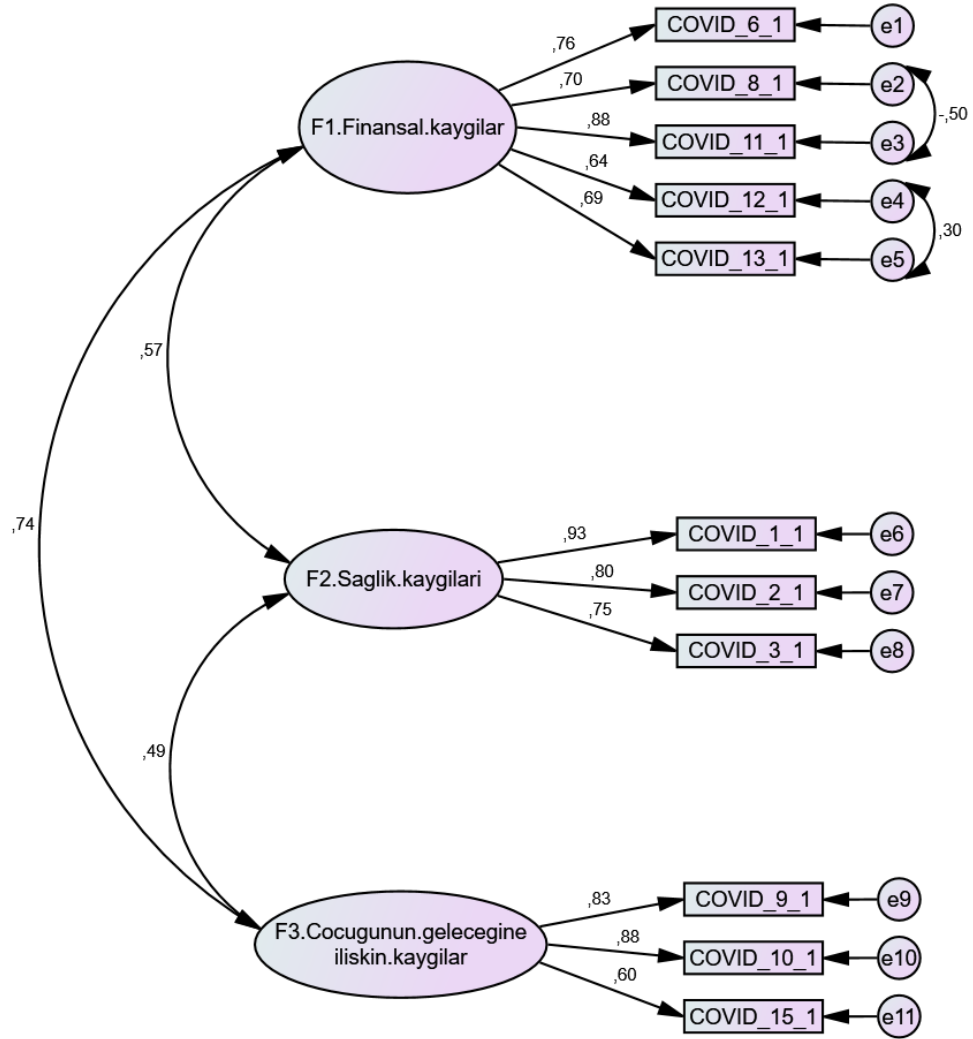 COVID_6_1
e1
,76
COVID_8_1
e2
,70
-,50
F1.Finansal.kaygilar
,88
COVID_11_1
e3
,64
COVID_12_1
e4
,69
,30
COVID_13_1
e5
,57
,74
COVID_1_1
e6
,93
F2.Saglik.kaygilari
,80
COVID_2_1
e7
,75
COVID_3_1
e8
,49
COVID_9_1
e9
,83
F3.Cocugunun.gelecegine
iliskin.kaygilar
,88
COVID_10_1
e10
,60
COVID_15_1
e11